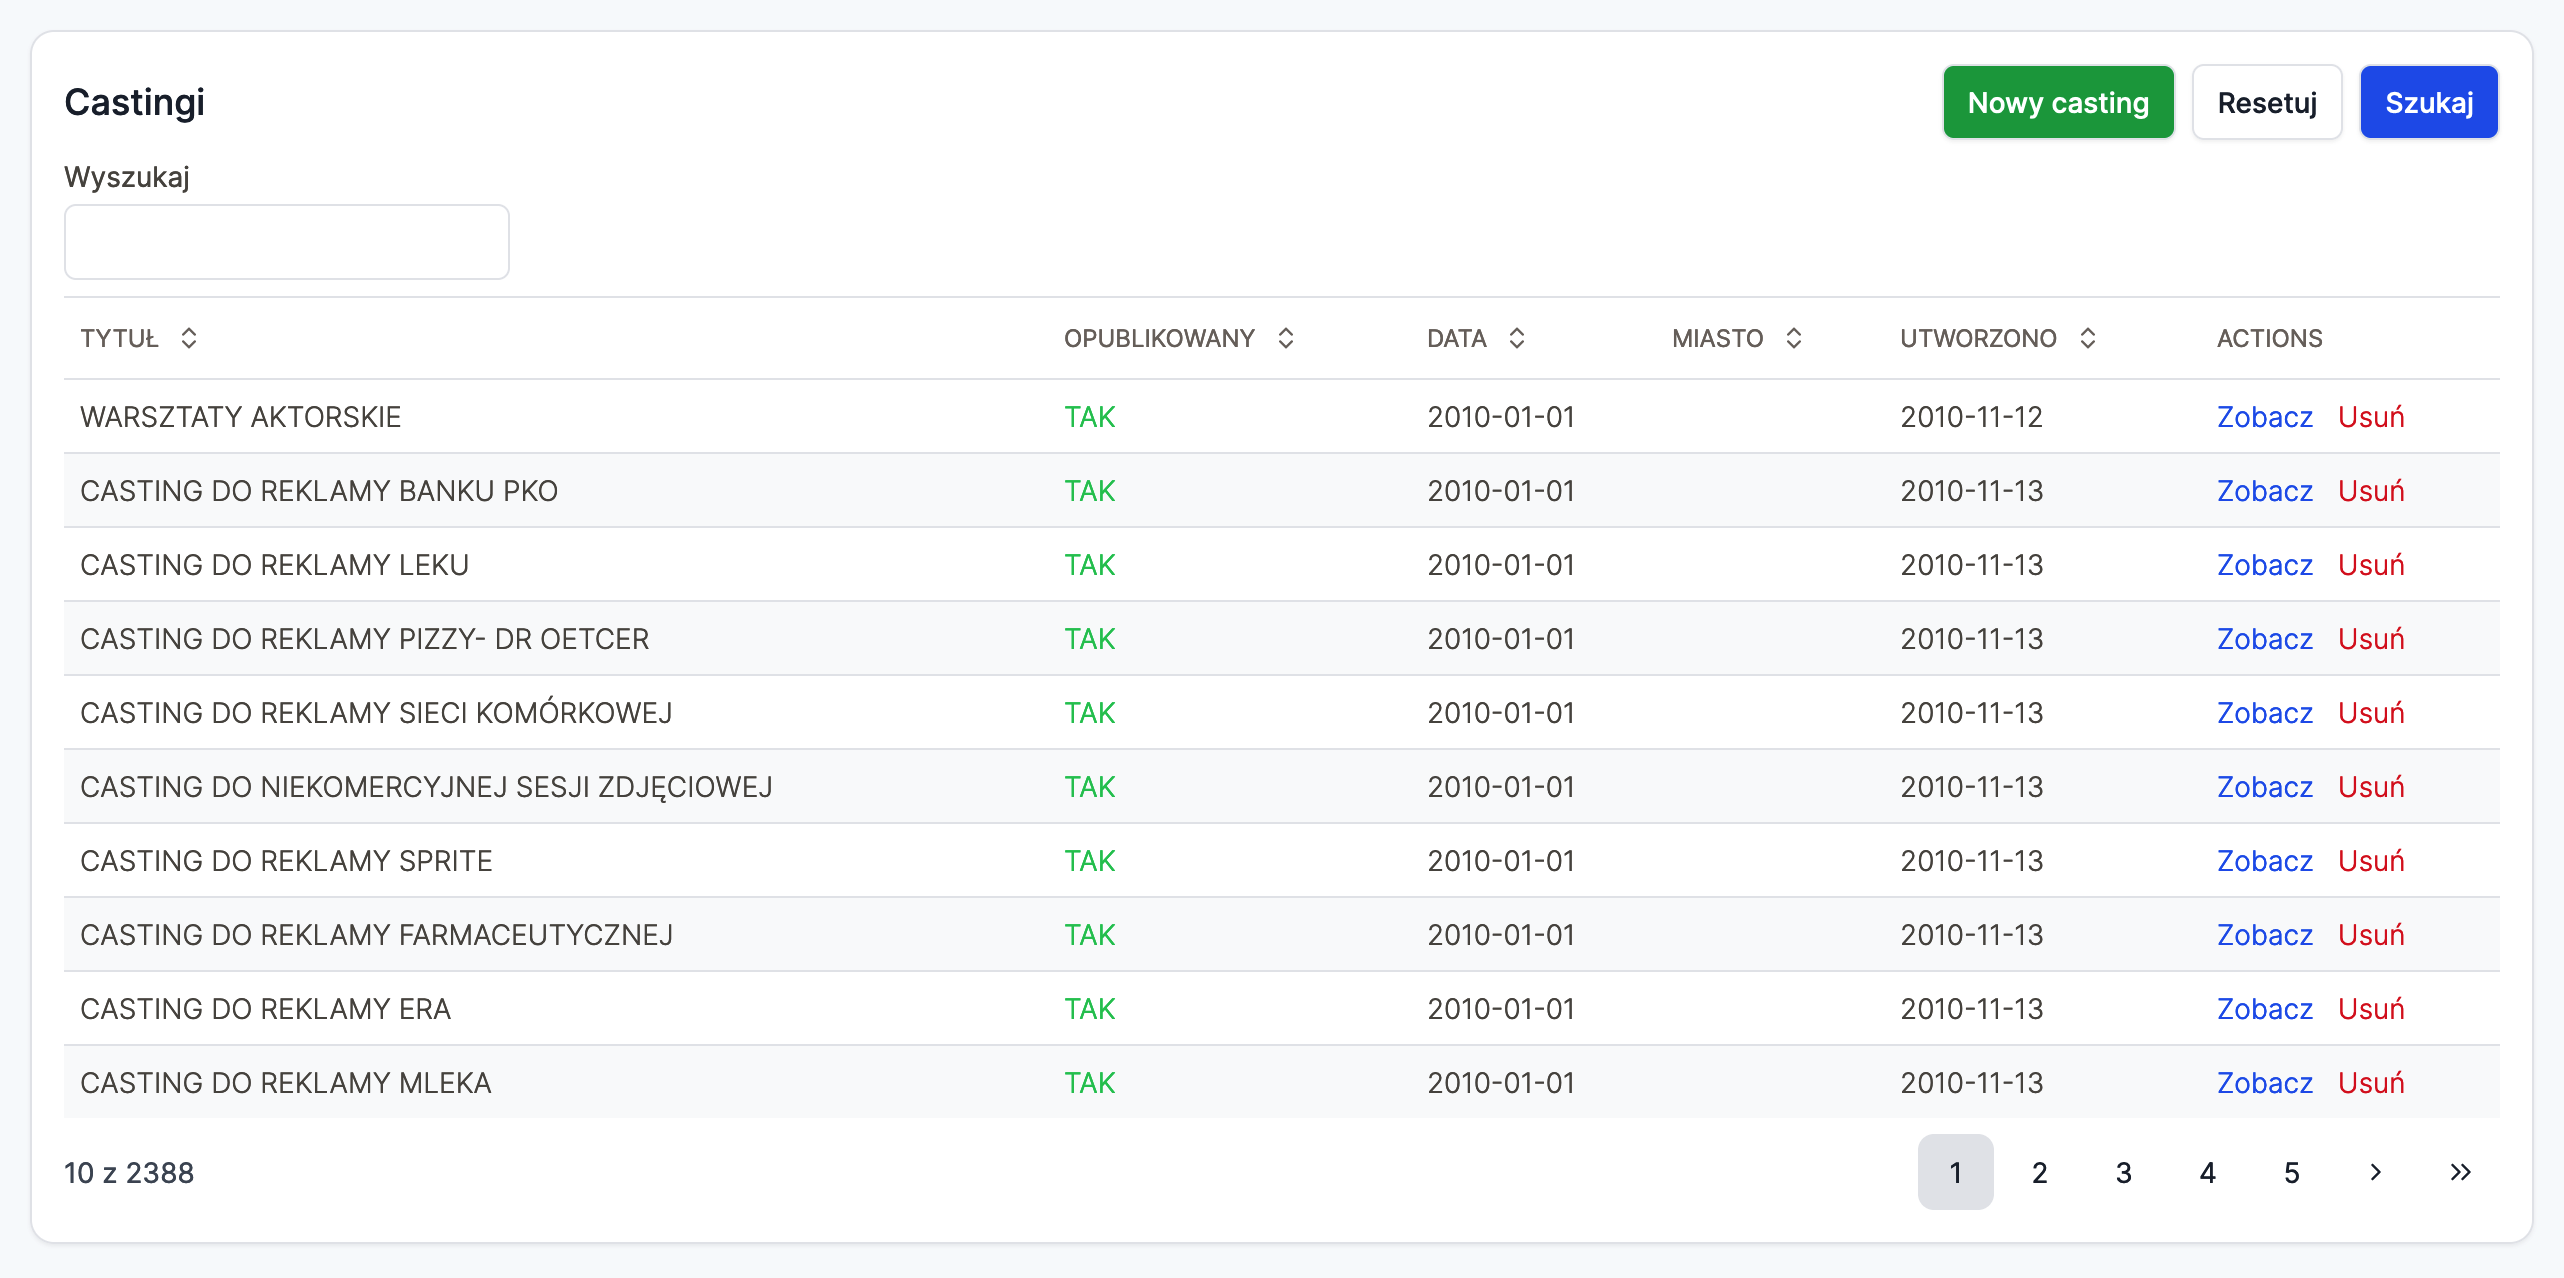 Castingi
Nowy casting
Resetuj
Szukaj
Wyszukaj
TYTUŁ OPUBLIKOWANY DATA MIASTO UTWORZONO ACTIONS
WARSZTATY AKTORSKIE TAK 2010-01-01 2010-11-12 Zobacz Usuń
CASTING DO REKLAMY BANKU PKO TAK 2010-01-01 2010-11-13 Zobacz Usuń
CASTING DO REKLAMY LEKU TAK 2010-01-01 2010-11-13 Zobacz Usuń
CASTING DO REKLAMY PIZZY- DR OETCER TAK 2010-01-01 2010-11-13 Zobacz Usuń
CASTING DO REKLAMY SIECI KOMÓRKOWEJ TAK 2010-01-01 2010-11-13 Zobacz Usuń
CASTING DO NIEKOMERCYJNEJ SESJI ZDJĘCIOWEJ TAK 2010-01-01 2010-11-13 Zobacz Usuń
CASTING DO REKLAMY SPRITE TAK 2010-01-01 2010-11-13 Zobacz Usuń
CASTING DO REKLAMY FARMACEUTYCZNEJ TAK 2010-01-01 2010-11-13 Zobacz Usuń
CASTING DO REKLAMY ERA TAK 2010-01-01 2010-11-13 Zobacz Usuń
CASTING DO REKLAMY MLEKA TAK 2010-01-01 2010-11-13 Zobacz Usuń
10 z 2388
1 2 3 4 5 › »